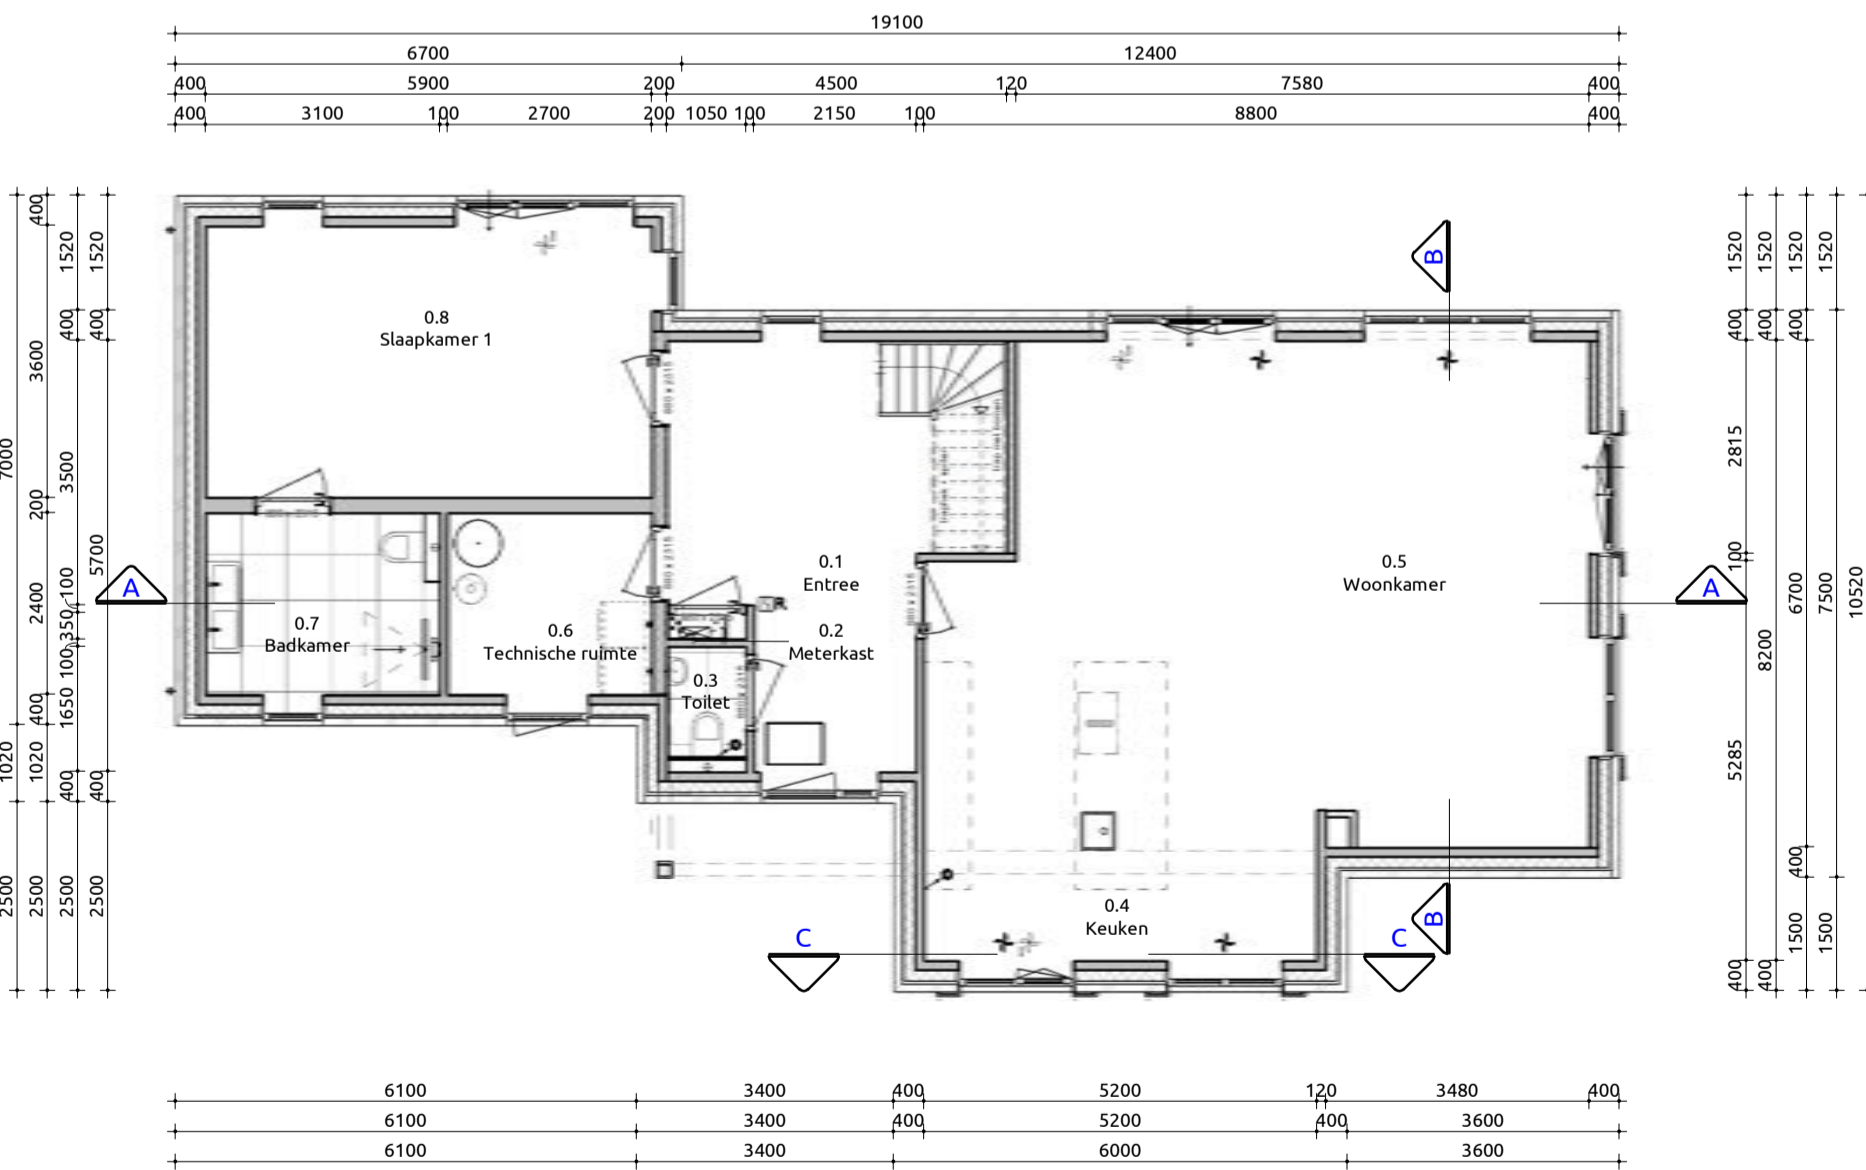 19100
6700 12400
400 5900 200 4500 120 7580 400
400 3100 100 2700 200 1050 100 2150 100 8800 400
7000 1020 2500
400 3600 200 2400 400 1020 2500
1520 400 3500 100 350 100 1650 400 2500
1520 400 5700 400 2500
0.8
Slaapkamer 1
0.1
Entree
0.5
Woonkamer
0.7
Badkamer
0.6
Technische ruimte
0.2
Meterkast
0.3
Toilet
0.4
Keuken
A
A
B
B
C
C
1520 400 2815 100 5285 400
1520 400 8200 400
1520 400 6700 400 1500
1520 7500 1500
10520
6100 3400 400 5200 120 3480 400
6100 3400 400 5200 400 3600
6100 3400 6000 3600